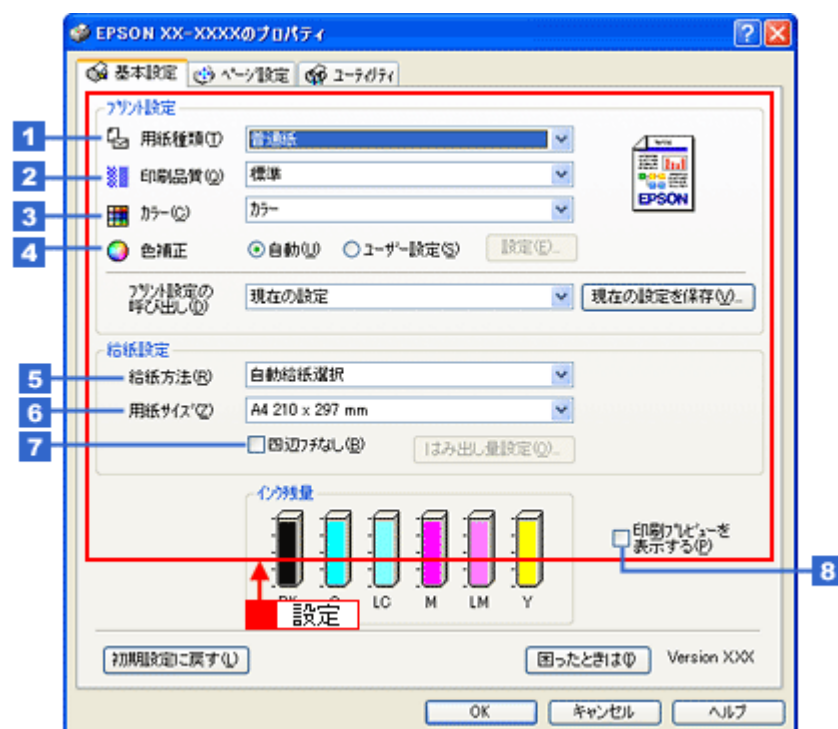 EPSON XX-XXXXのプロパティ
基本設定 ページ設定 ユーティリティ
プリント設定
1 用紙種類(T) 普通紙
2 印刷品質(Q) 標準
3 カラー(C) カラー
4 色補正 自動(U) ユーザー設定(S) 設定(E)...
EPSON
プリント設定の
呼び出し(D) 現在の設定 現在の設定を保存(V)...
給紙設定
5 給紙方法(R) 自動給紙選択
6 用紙サイズ(Z) A4 210 x 297 mm
7 四辺フチなし(B) はみ出し量設定(O)...
インク残量
印刷プレビューを
表示する(P)
8
BK C LC M LM Y
設定
初期設定に戻す(L) 困ったときは(I) Version X.XX
OK キャンセル ヘルプ